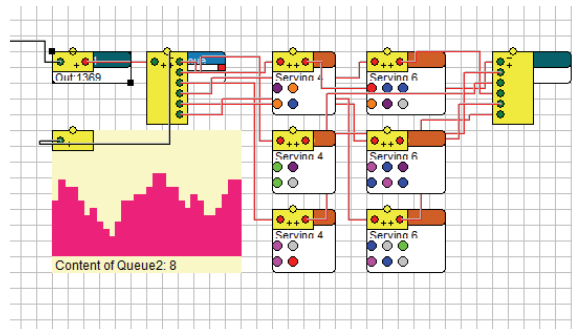 Out:1369
Serving 4
Serving 6
Serving 4
Serving 6
Serving 4
Serving 6
Content of Queue2: 8